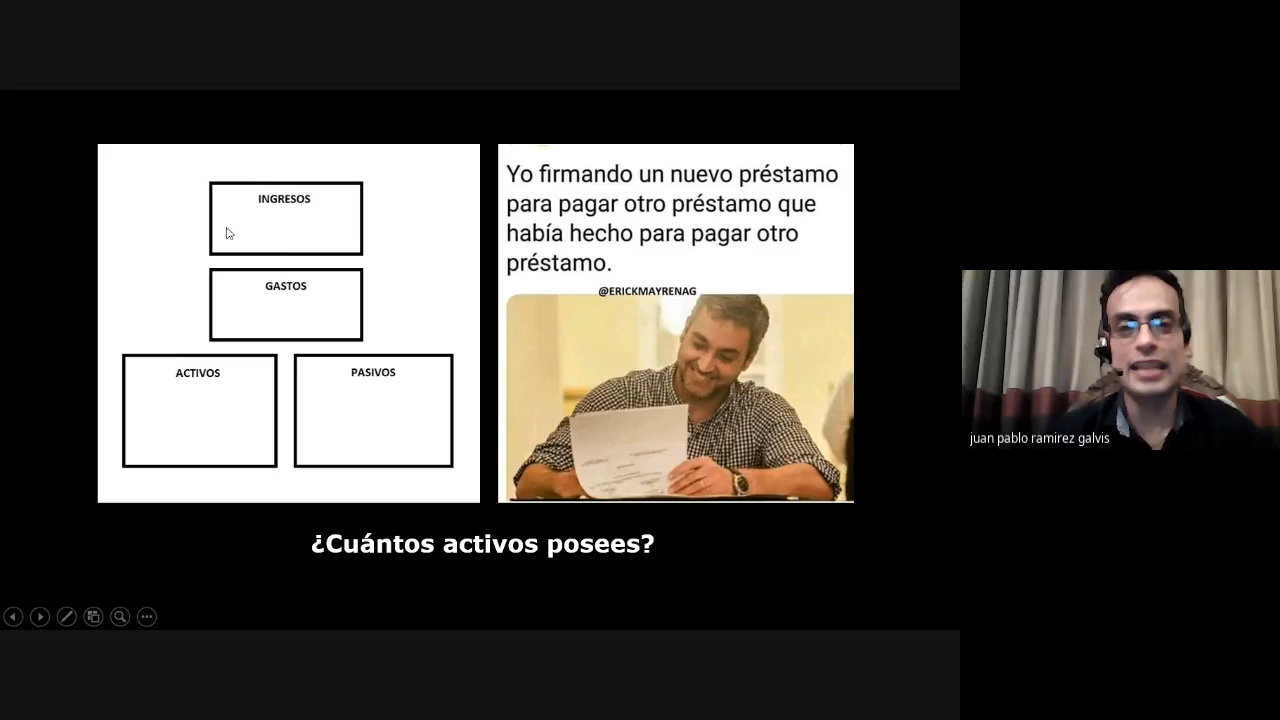 INGRESOS
GASTOS
ACTIVOS
PASIVOS
Yo firmando un nuevo préstamo
para pagar otro préstamo que
había hecho para pagar otro
préstamo.
@ERICKMAYRENAG
¿Cuántos activos posees?
juan pablo ramirez galvis